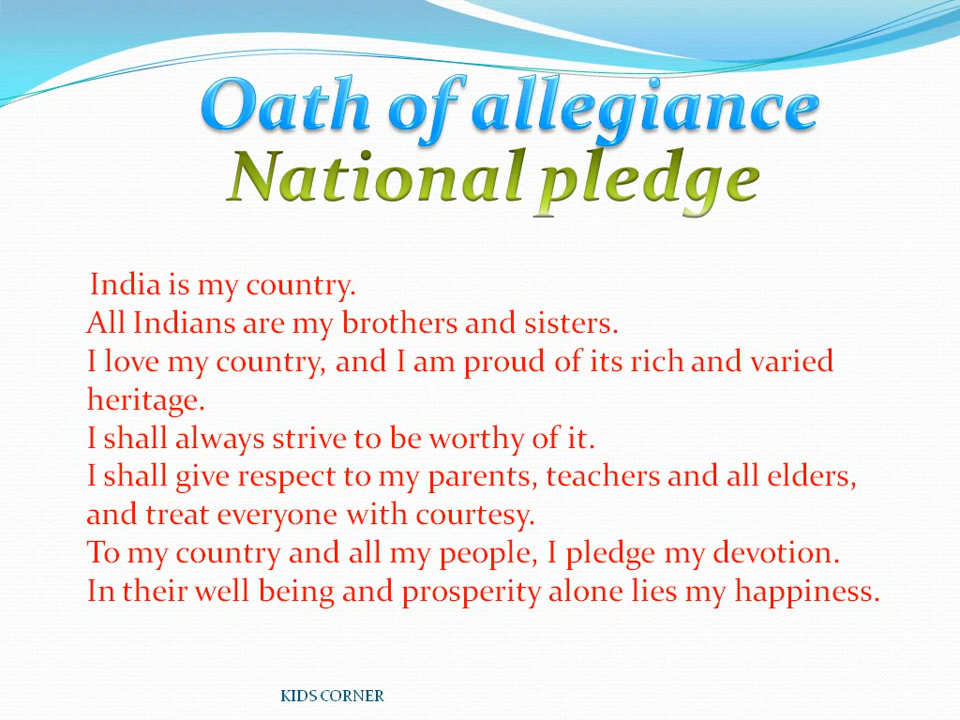 Oath of allegiance
National pledge
India is my country.
All Indians are my brothers and sisters.
I love my country, and I am proud of its rich and varied
heritage.
I shall always strive to be worthy of it.
I shall give respect to my parents, teachers and all elders,
and treat everyone with courtesy.
To my country and all my people, I pledge my devotion.
In their well being and prosperity alone lies my happiness.
KIDS CORNER